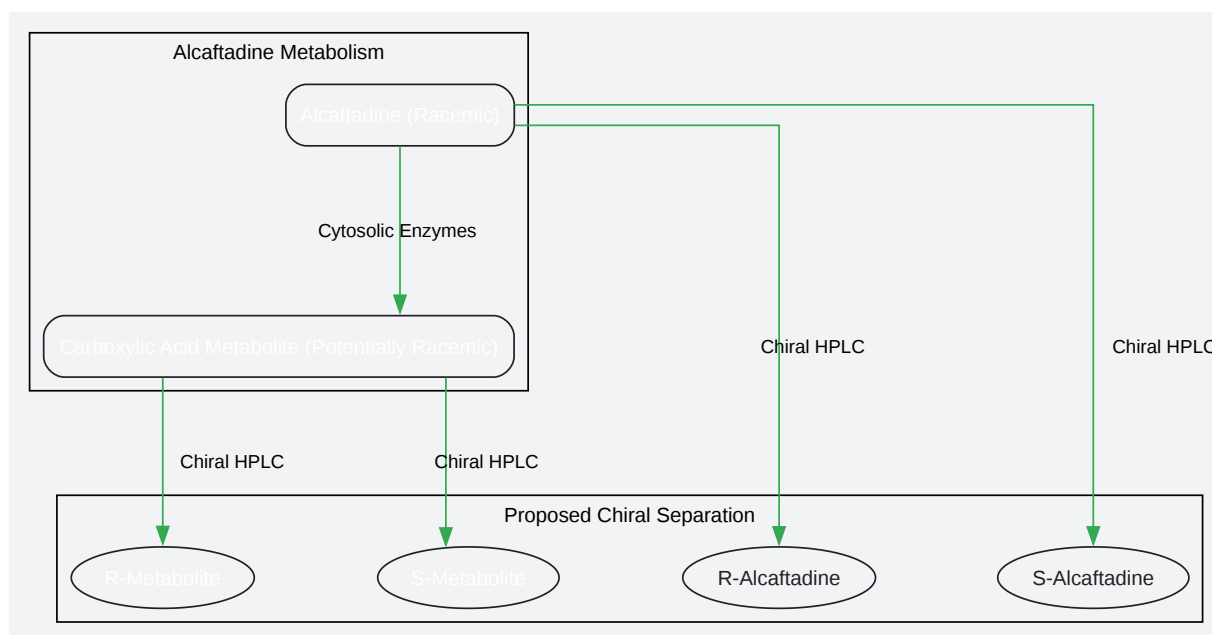 Alcaftadine Metabolism
Alcaftadine (Racemic)
Cytosolic Enzymes
Carboxylic Acid Metabolite (Potentially Racemic)
Chiral HPLC
Chiral HPLC
Chiral HPLC
Chiral HPLC
Proposed Chiral Separation
R-Metabolite
S-Metabolite
R-Alcaftadine
S-Alcaftadine